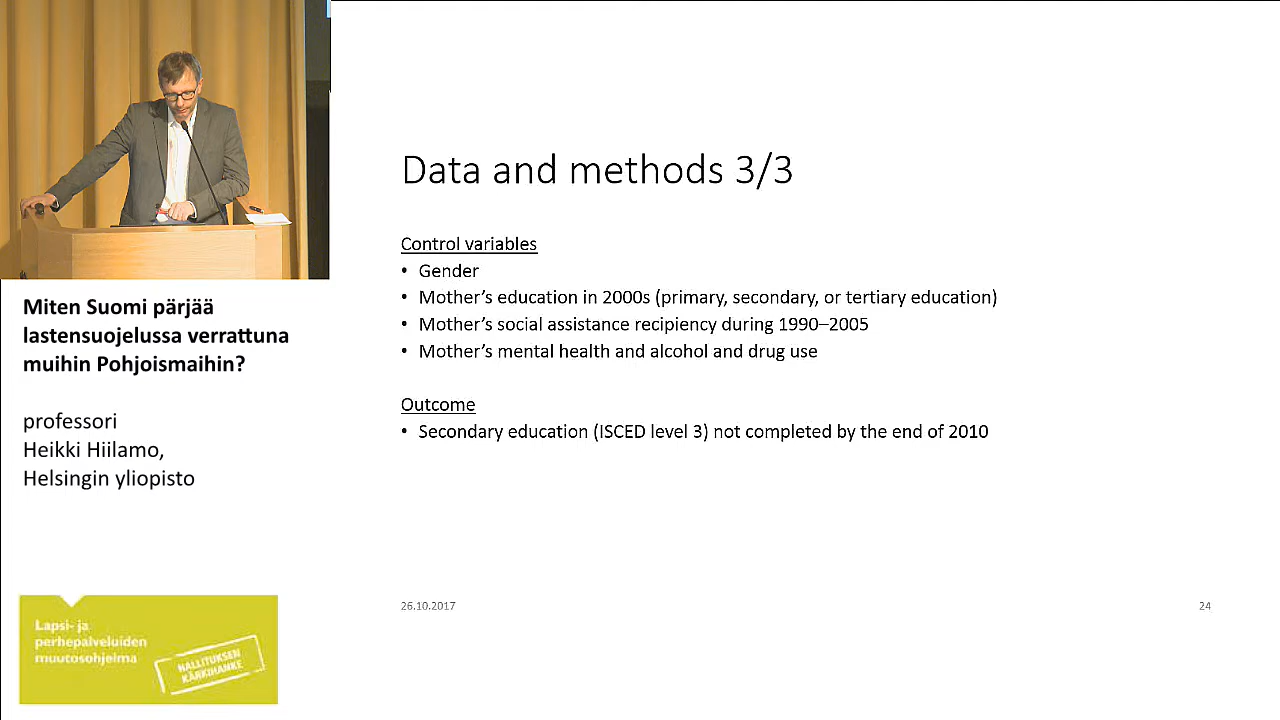 Miten Suomi pärjää
lastensuojelussa verrattuna
muihin Pohjoismaihin?
professori
Heikki Hiilamo,
Helsingin yliopisto
Lapsi- ja
perhepalveluiden
muutosohjelma
HALLITUKSEN
KÄRKIHANKE
Data and methods 3/3
Control variables
• Gender
• Mother’s education in 2000s (primary, secondary, or tertiary education)
• Mother’s social assistance recipiency during 1990–2005
• Mother’s mental health and alcohol and drug use
Outcome
• Secondary education (ISCED level 3) not completed by the end of 2010
26.10.2017
24